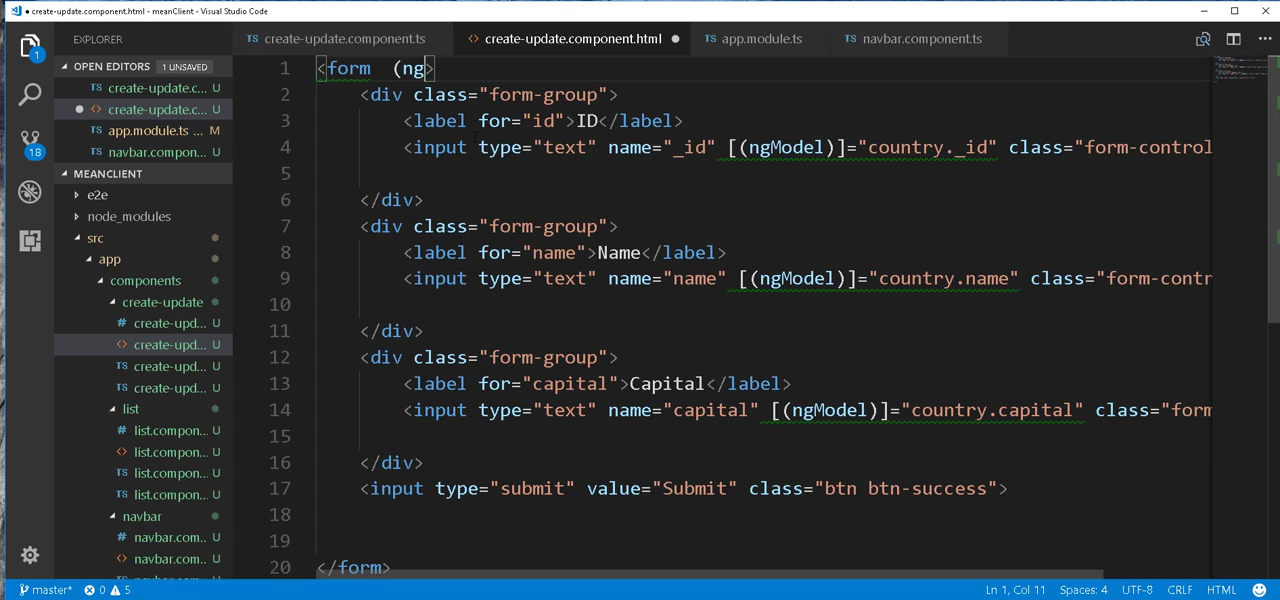 create-update.component.html - meanClient - Visual Studio Code
EXPLORER
create-update.component.ts
create-update.component.html
app.module.ts
navbar.component.ts
1
18
OPEN EDITORS 1 UNSAVED
TS create-update.c... U
<> create-update.c... U
TS app.module.ts ... M
TS navbar.compon... U
MEANCLIENT
e2e
node_modules
src
app
components
create-update
# create-upd... U
<> create-upd... U
TS create-upd... U
TS create-upd... U
list
# list.compon... U
<> list.compon... U
TS list.compon... U
TS list.compon... U
navbar
# navbar.com... U
<> navbar.com... U
1 <form  (ng>
2 <div class="form-group">
3 <label for="id">ID</label>
4 <input type="text" name="_id" [(ngModel)]="country._id" class="form-control
5
6 </div>
7 <div class="form-group">
8 <label for="name">Name</label>
9 <input type="text" name="name" [(ngModel)]="country.name" class="form-contr
10
11 </div>
12 <div class="form-group">
13 <label for="capital">Capital</label>
14 <input type="text" name="capital" [(ngModel)]="country.capital" class="form
15
16 </div>
17 <input type="submit" value="Submit" class="btn btn-success">
18
19
20 </form>
master* 0 5 Ln 1, Col 11 Spaces: 4 UTF-8 CRLF HTML